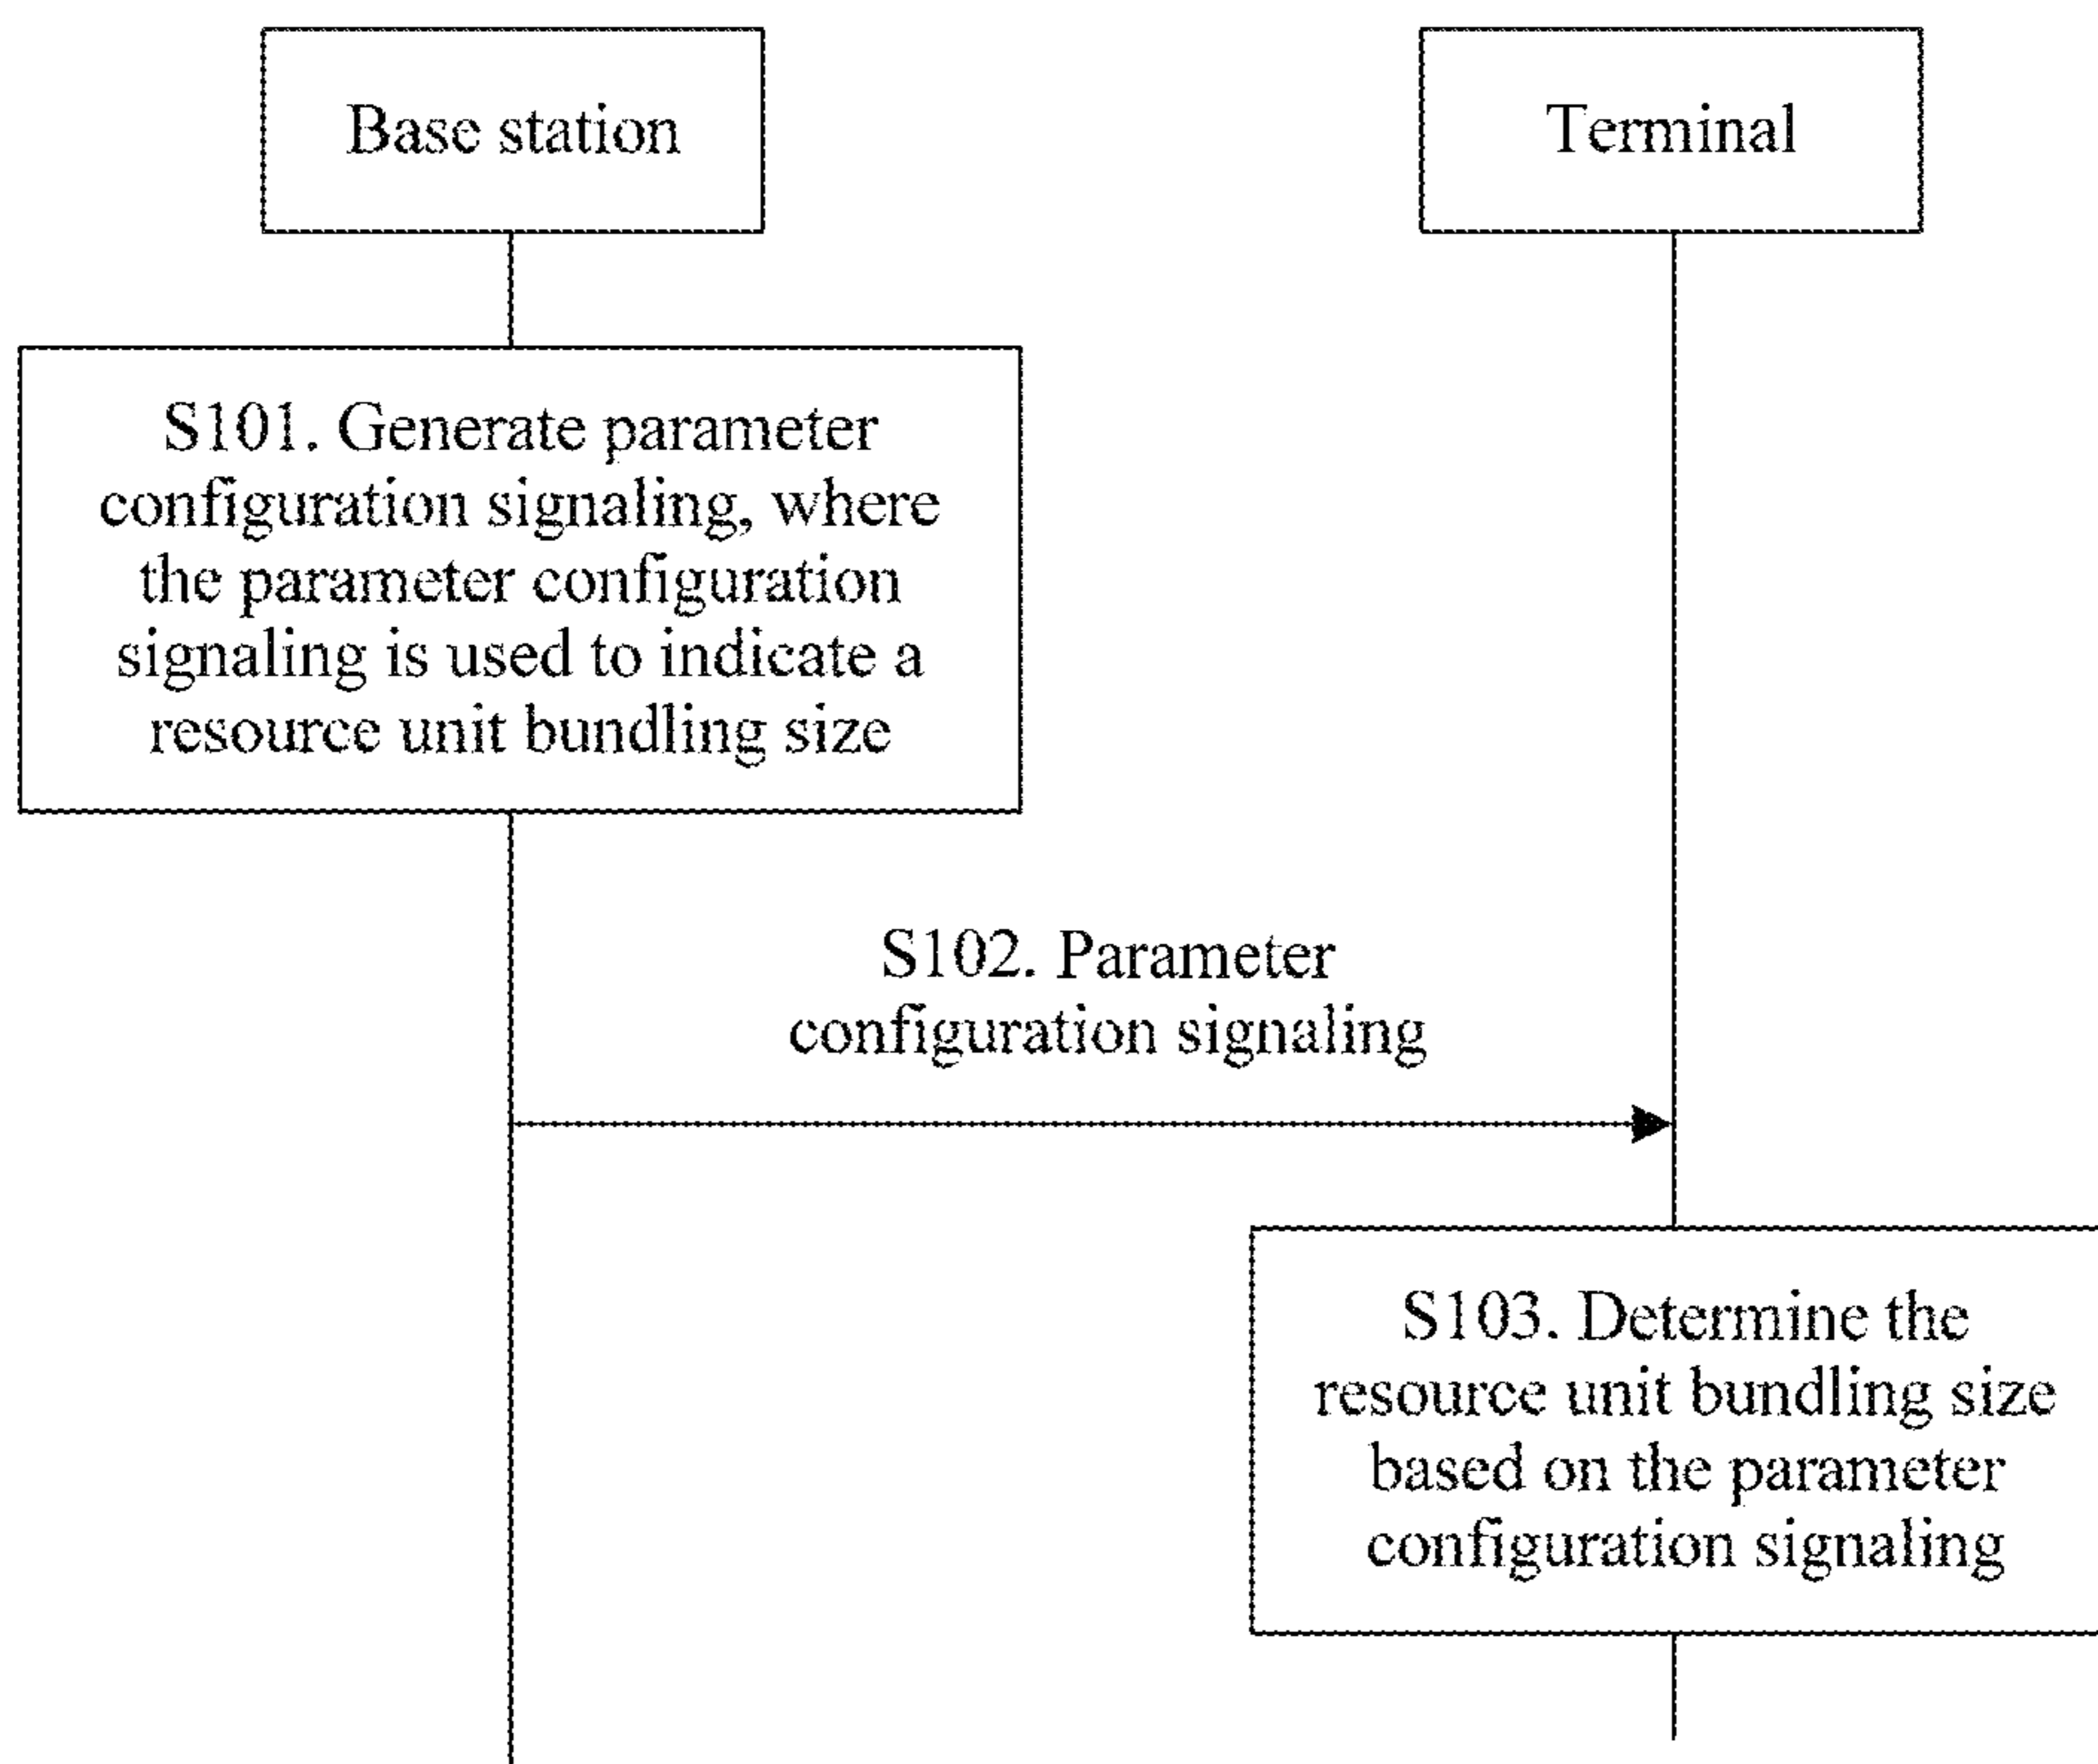 Base station
Terminal
S101. Generate parameter
configuration signaling, where
the parameter configuration
signaling is used to indicate a
resource unit bundling size
S102. Parameter
configuration signaling
S103. Determine the
resource unit bundling size
based on the parameter
configuration signaling